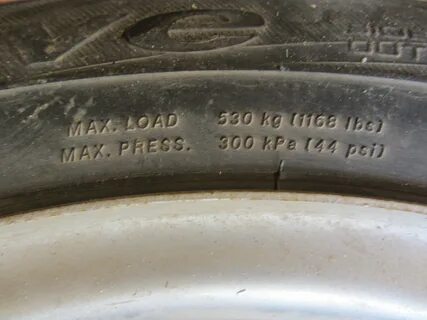 MAX. LOAD 530 kg (1168 lbs)
MAX. PRESS. 300 kPa (44 psi)